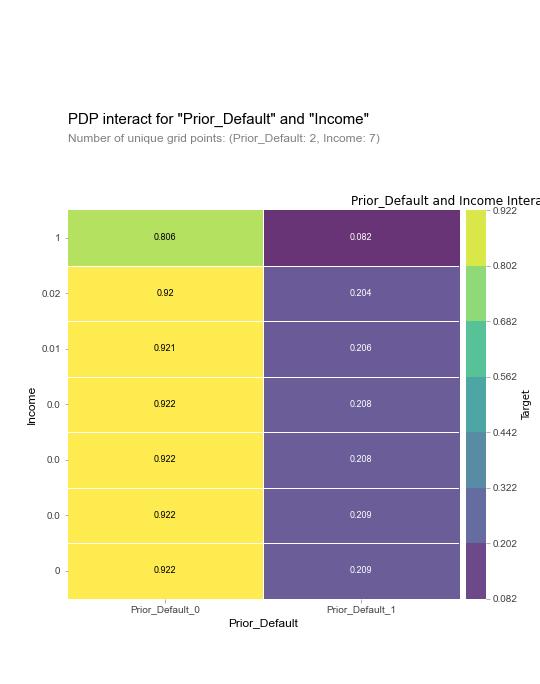 PDP interact for "Prior_Default" and "Income"
Number of unique grid points: (Prior_Default: 2, Income: 7)
Prior_Default and Income Intera
0.922
1 0.806 0.082
0.802
0.02 0.92 0.204
0.682
0.01 0.921 0.206
0.562
0.0 0.922 0.208
0.442
0.0 0.922 0.208
0.322
0.0 0.922 0.209
0.202
0 0.922 0.209
0.082
Income
Target
Prior_Default_0 Prior_Default_1
Prior_Default